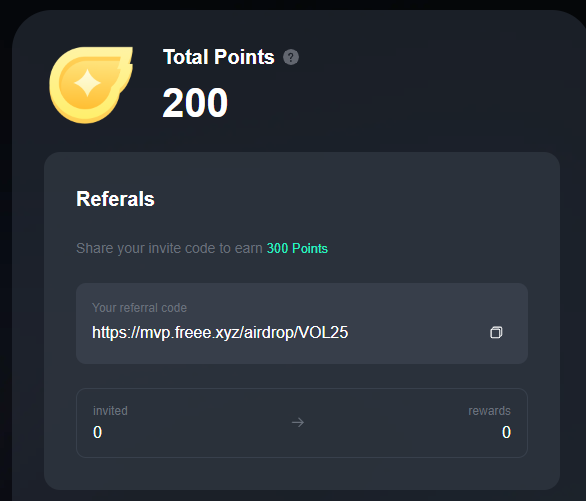 Total Points ?
200
Referals
Share your invite code to earn 300 Points
Your referral code
https://mvp.freee.xyz/airdrop/VOL25
invited → rewards
0 0